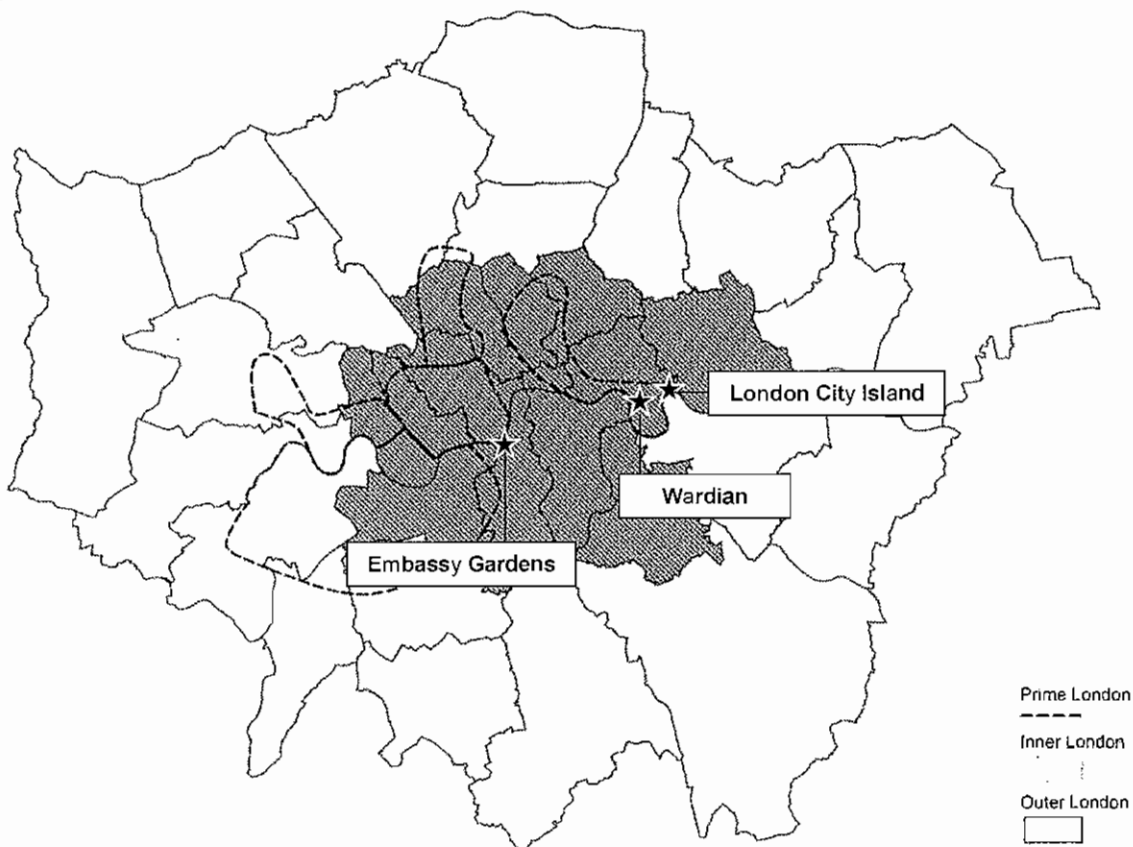 London City Island
Wardian
Embassy Gardens
Prime London
Inner London
Outer London